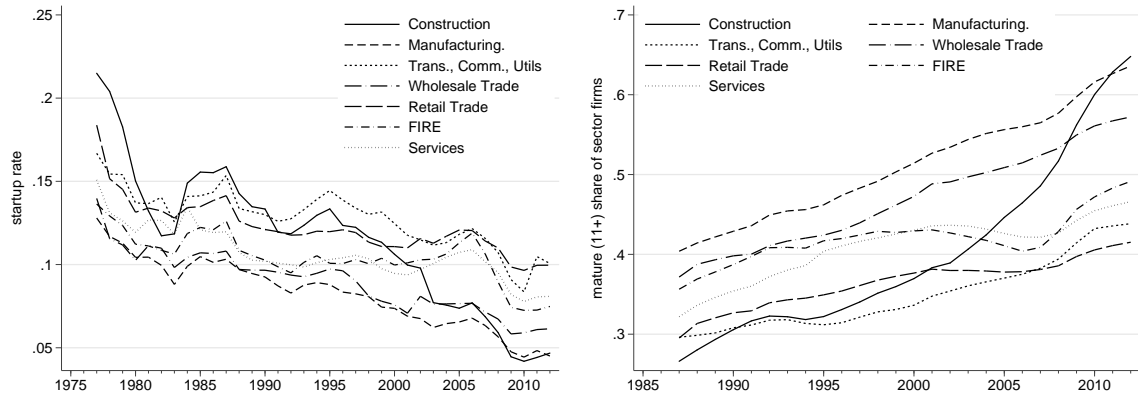 .25
.2
.15
.1
.05
startup rate
1975 1980 1985 1990 1995 2000 2005 2010
Construction
Manufacturing.
Trans., Comm., Utils
Wholesale Trade
Retail Trade
FIRE
Services
.7
.6
.5
.4
.3
mature (11+) share of sector firms
1985 1990 1995 2000 2005 2010
Construction Manufacturing.
Trans., Comm., Utils Wholesale Trade
Retail Trade FIRE
Services